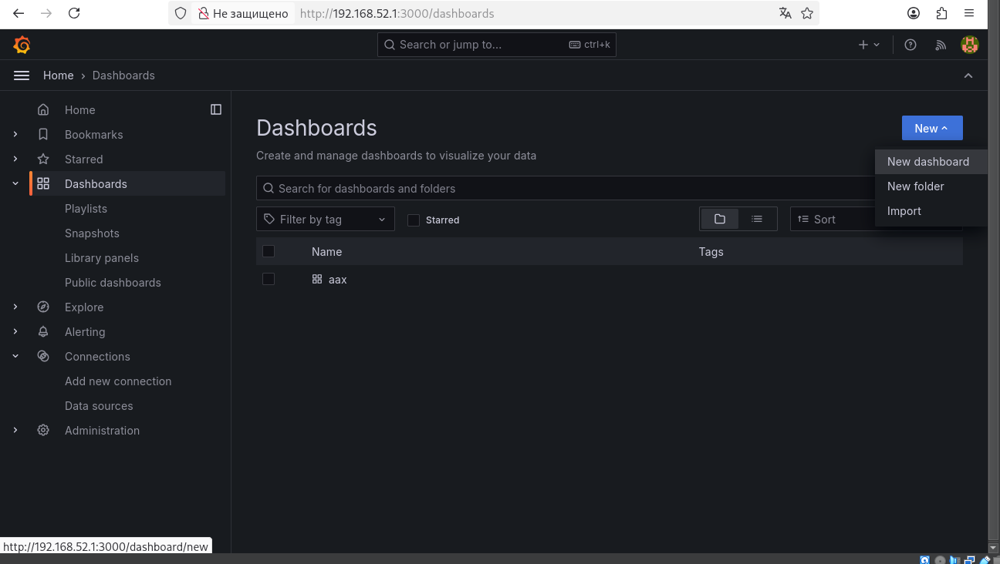 Не защищено http://192.168.52.1:3000/dashboards
Search or jump to... ctrl+k
Home › Dashboards
Home
Bookmarks
Starred
Dashboards
Playlists
Snapshots
Library panels
Public dashboards
Explore
Alerting
Connections
Add new connection
Data sources
Administration
Dashboards
Create and manage dashboards to visualize your data
New
New dashboard
New folder
Import
Search for dashboards and folders
Filter by tag Starred Sort
Name Tags
aax
http://192.168.52.1:3000/dashboard/new